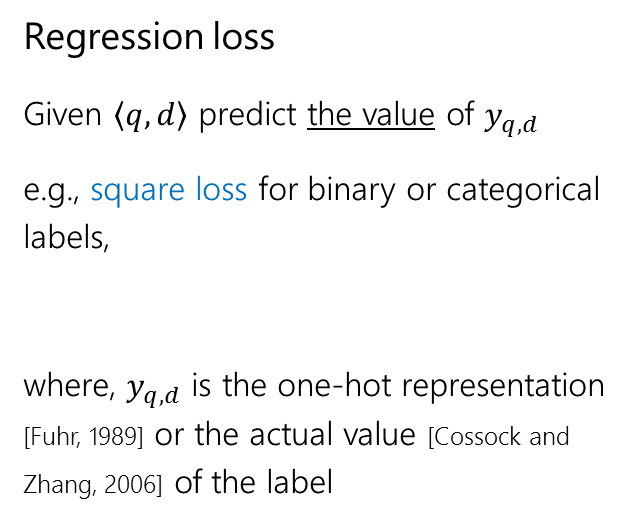 Regression loss
Given ⟨q, d⟩ predict the value of y_{q,d}
e.g., square loss for binary or categorical
labels,
where, y_{q,d} is the one-hot representation
[Fuhr, 1989] or the actual value [Cossock and
Zhang, 2006] of the label